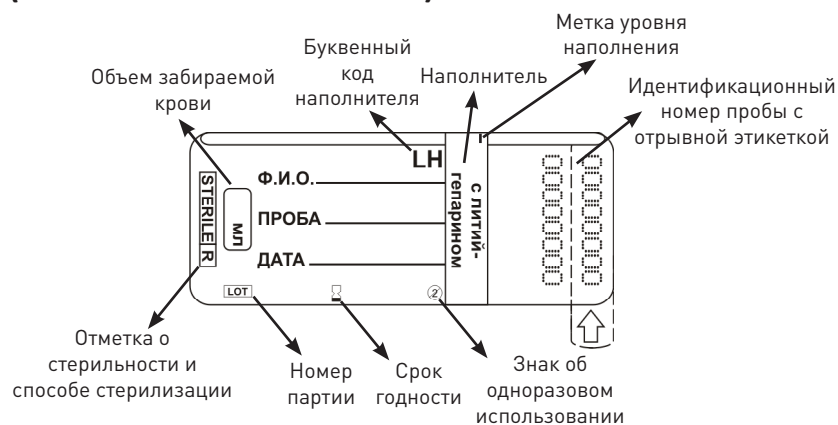 Метка уровня
наполнения
Буквенный
код
наполнителя
Наполнитель
Объем забираемой
крови
Идентификационный
номер пробы с
отрывной этикеткой
LH
Ф.И.О.
ПРОБА
ДАТА
STERILE R
мл
с литий-
гепарином
LOT
2
Отметка о
стерильности и
способе стерилизации
Номер
партии
Срок
годности
Знак об
одноразовом
использовании